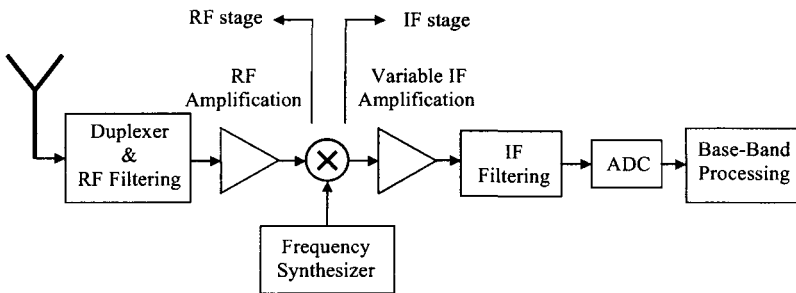 RF stage
IF stage
RF
Amplification
Variable IF
Amplification
Duplexer
&
RF Filtering
IF
Filtering
ADC
Base-Band
Processing
Frequency
Synthesizer